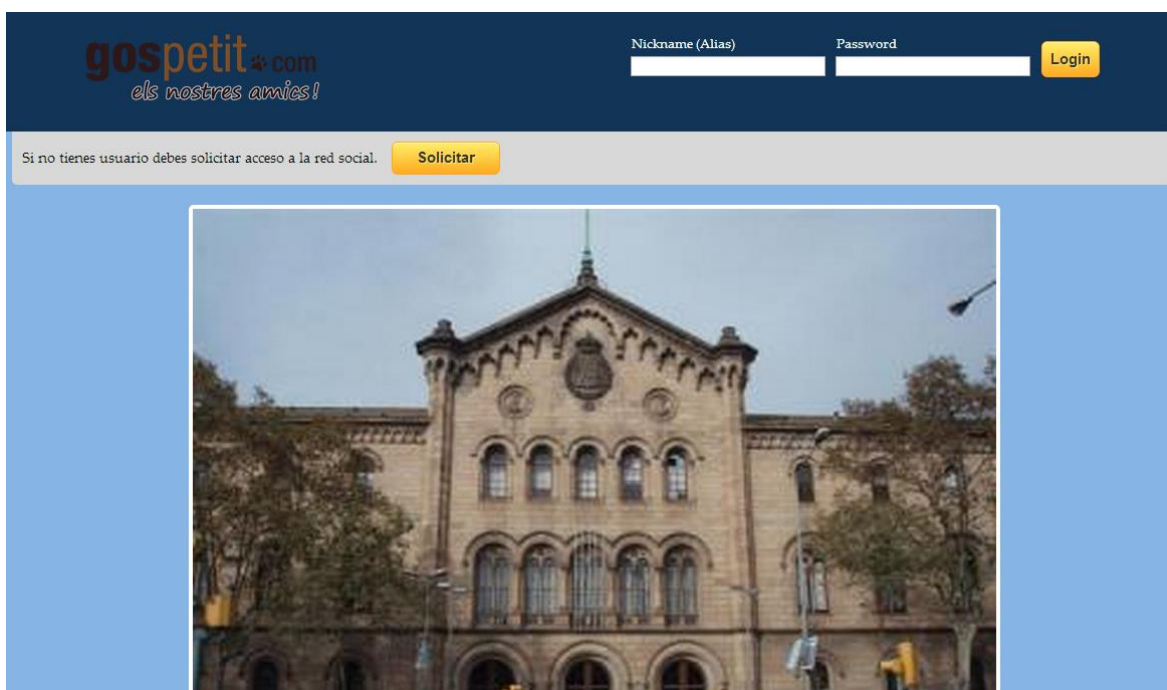 gospetit.com
els nostres amics!
Nickname (Alias)
Password
Login
Si no tienes usuario debes solicitar acceso a la red social.
Solicitar